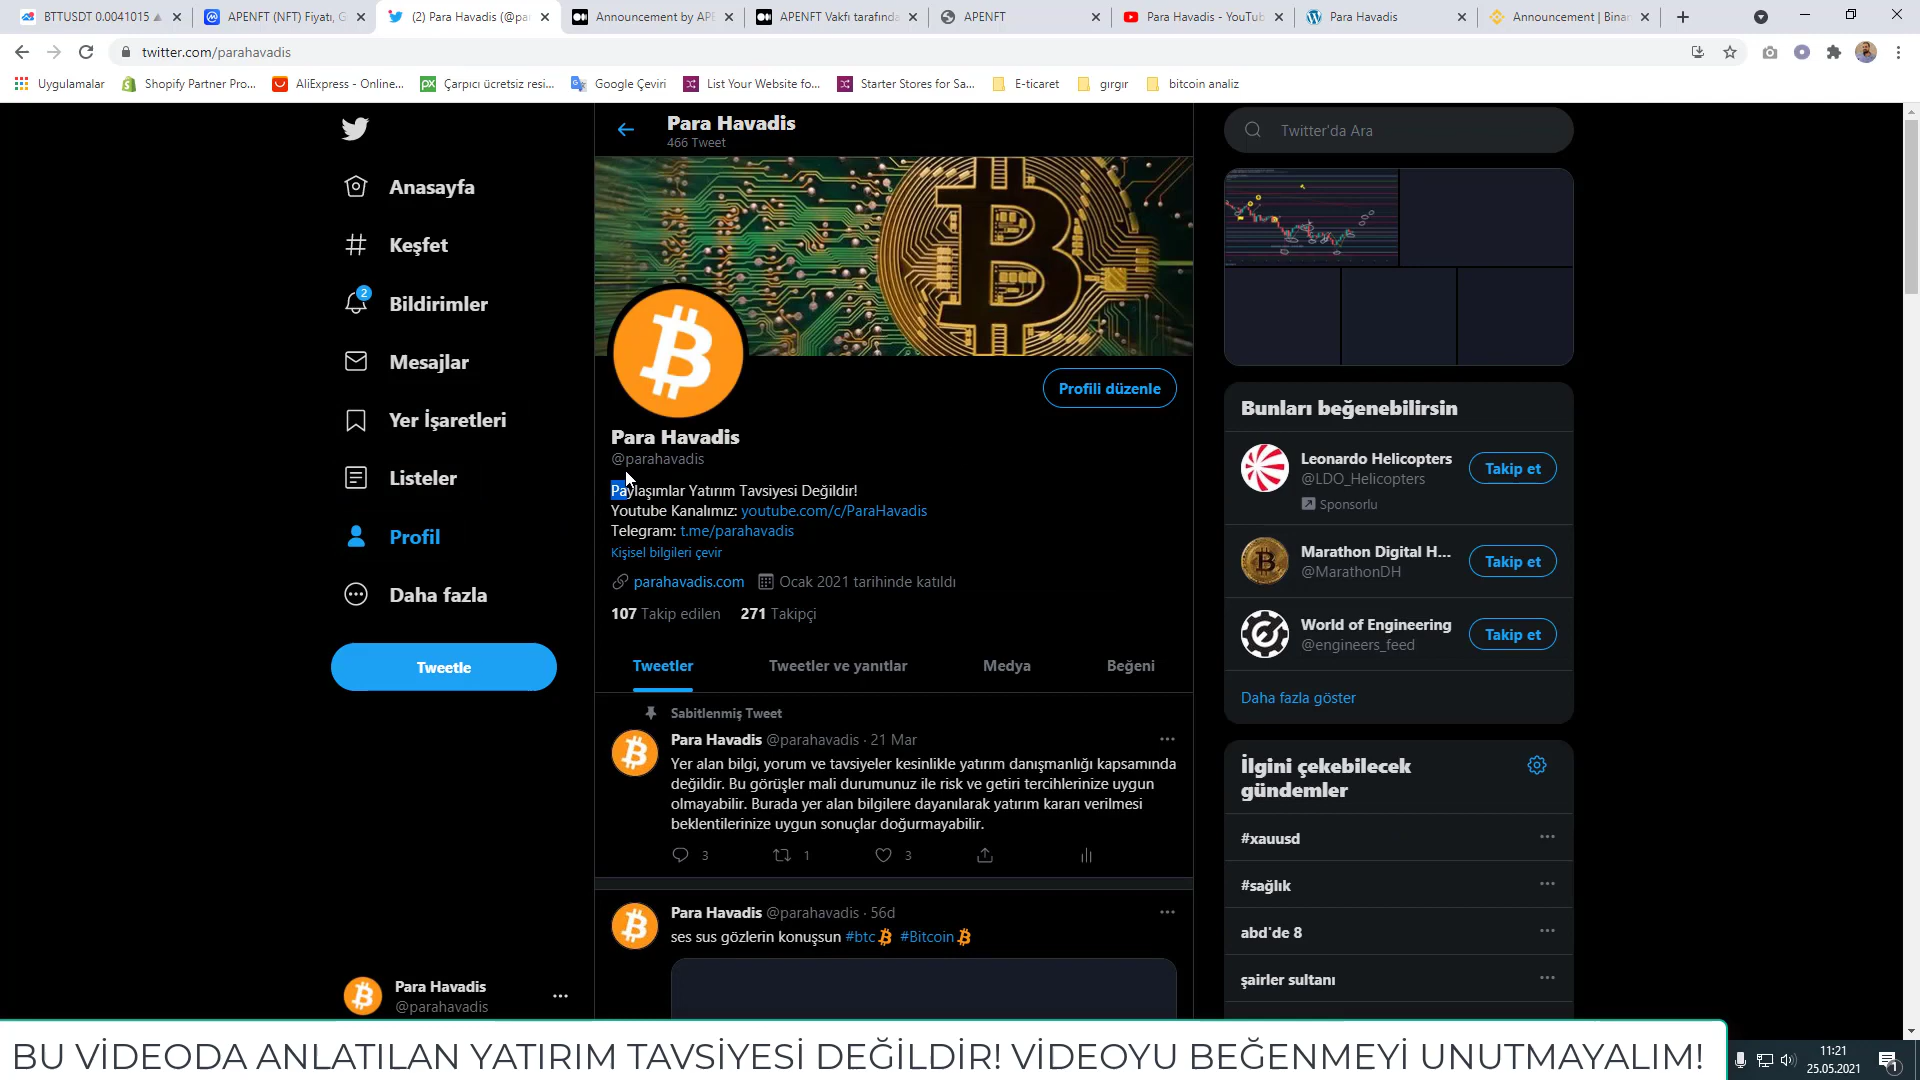 BTTUSDT 0.0041015
APENFT (NFT) Fiyatı, G
(2) Para Havadis (@pa
Announcement by APE
APENFT Vakfı tarafında
APENFT
Para Havadis - YouTub
Para Havadis
Announcement | Binan
twitter.com/parahavadis
Uygulamalar
Shopify Partner Pro...
AliExpress - Online...
Çarpıcı ücretsiz resi...
Google Çeviri
List Your Website fo...
Starter Stores for Sa...
E-ticaret
gırgır
bitcoin analiz
Anasayfa
Keşfet
2
Bildirimler
Mesajlar
Yer İşaretleri
Listeler
Profil
Daha fazla
Tweetle
Para Havadis
@parahavadis
Para Havadis
466 Tweet
Profili düzenle
Para Havadis
@parahavadis
Paylaşımlar Yatırım Tavsiyesi Değildir!
Youtube Kanalımız: youtube.com/c/ParaHavadis
Telegram: t.me/parahavadis
Kişisel bilgileri çevir
parahavadis.com Ocak 2021 tarihinde katıldı
107 Takip edilen 271 Takipçi
Tweetler Tweetler ve yanıtlar Medya Beğeni
Sabitlenmiş Tweet
Para Havadis @parahavadis · 21 Mar
Yer alan bilgi, yorum ve tavsiyeler kesinlikle yatırım danışmanlığı kapsamında
değildir. Bu görüşler mali durumunuz ile risk ve getiri tercihlerinize uygun
olmayabilir. Burada yer alan bilgilere dayanılarak yatırım kararı verilmesi
beklentilerinize uygun sonuçlar doğurmayabilir.
3 1 3
Para Havadis @parahavadis · 56d
ses sus gözlerin konuşsun #btc #Bitcoin
Twitter'da Ara
Bunları beğenebilirsin
Leonardo Helicopters
@LDO_Helicopters
Takip et
Sponsorlu
Marathon Digital H...
@MarathonDH
Takip et
World of Engineering
@engineers_feed
Takip et
Daha fazla göster
İlgini çekebilecek
gündemler
#xauusd
#sağlık
abd'de 8
şairler sultanı
BU VİDEODA ANLATILAN YATIRIM TAVSİYESİ DEĞİLDİR! VİDEOYU BEĞENMEYİ UNUTMAYALIM!
11:21
25.05.2021
1